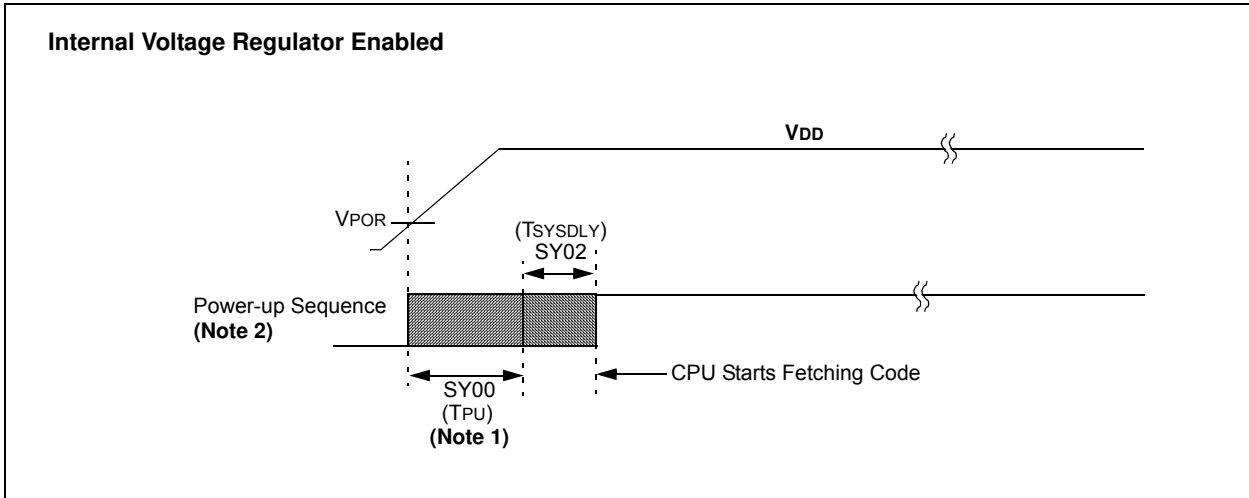 Internal Voltage Regulator Enabled
VDD
VPOR
(TSYSDLY)
SY02
Power-up Sequence
(Note 2)
CPU Starts Fetching Code
SY00
(TPU)
(Note 1)